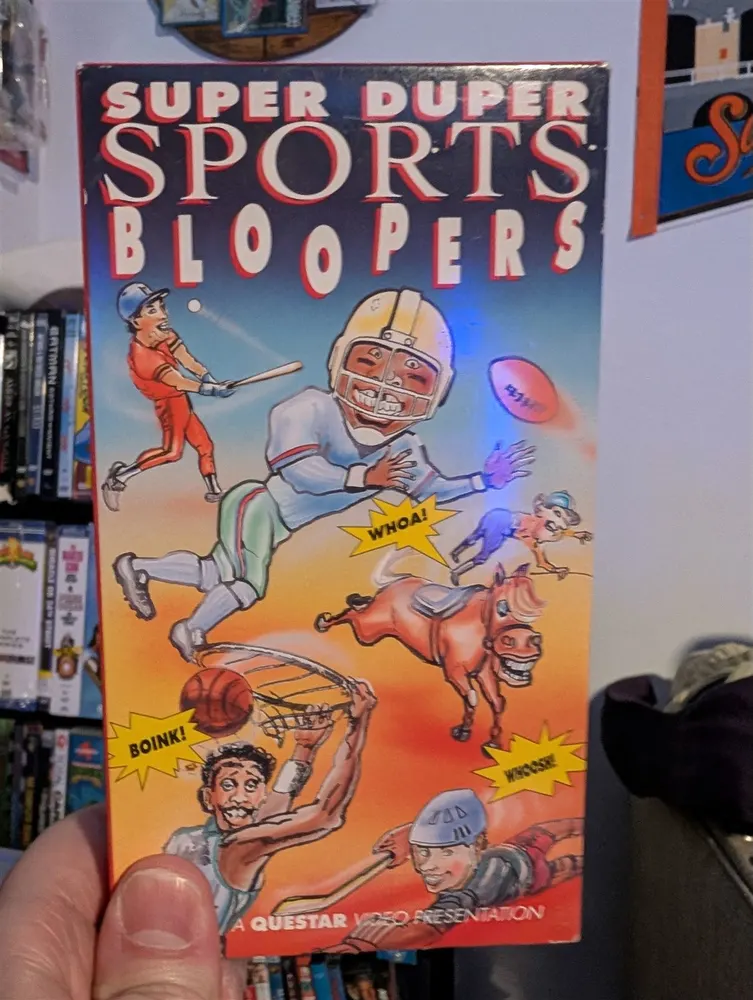 SUPER DUPER
SPORTS
BLOOPERS
WHOA!
BOINK!
WHOOSH!
A QUESTAR VIDEO PRESENTATION